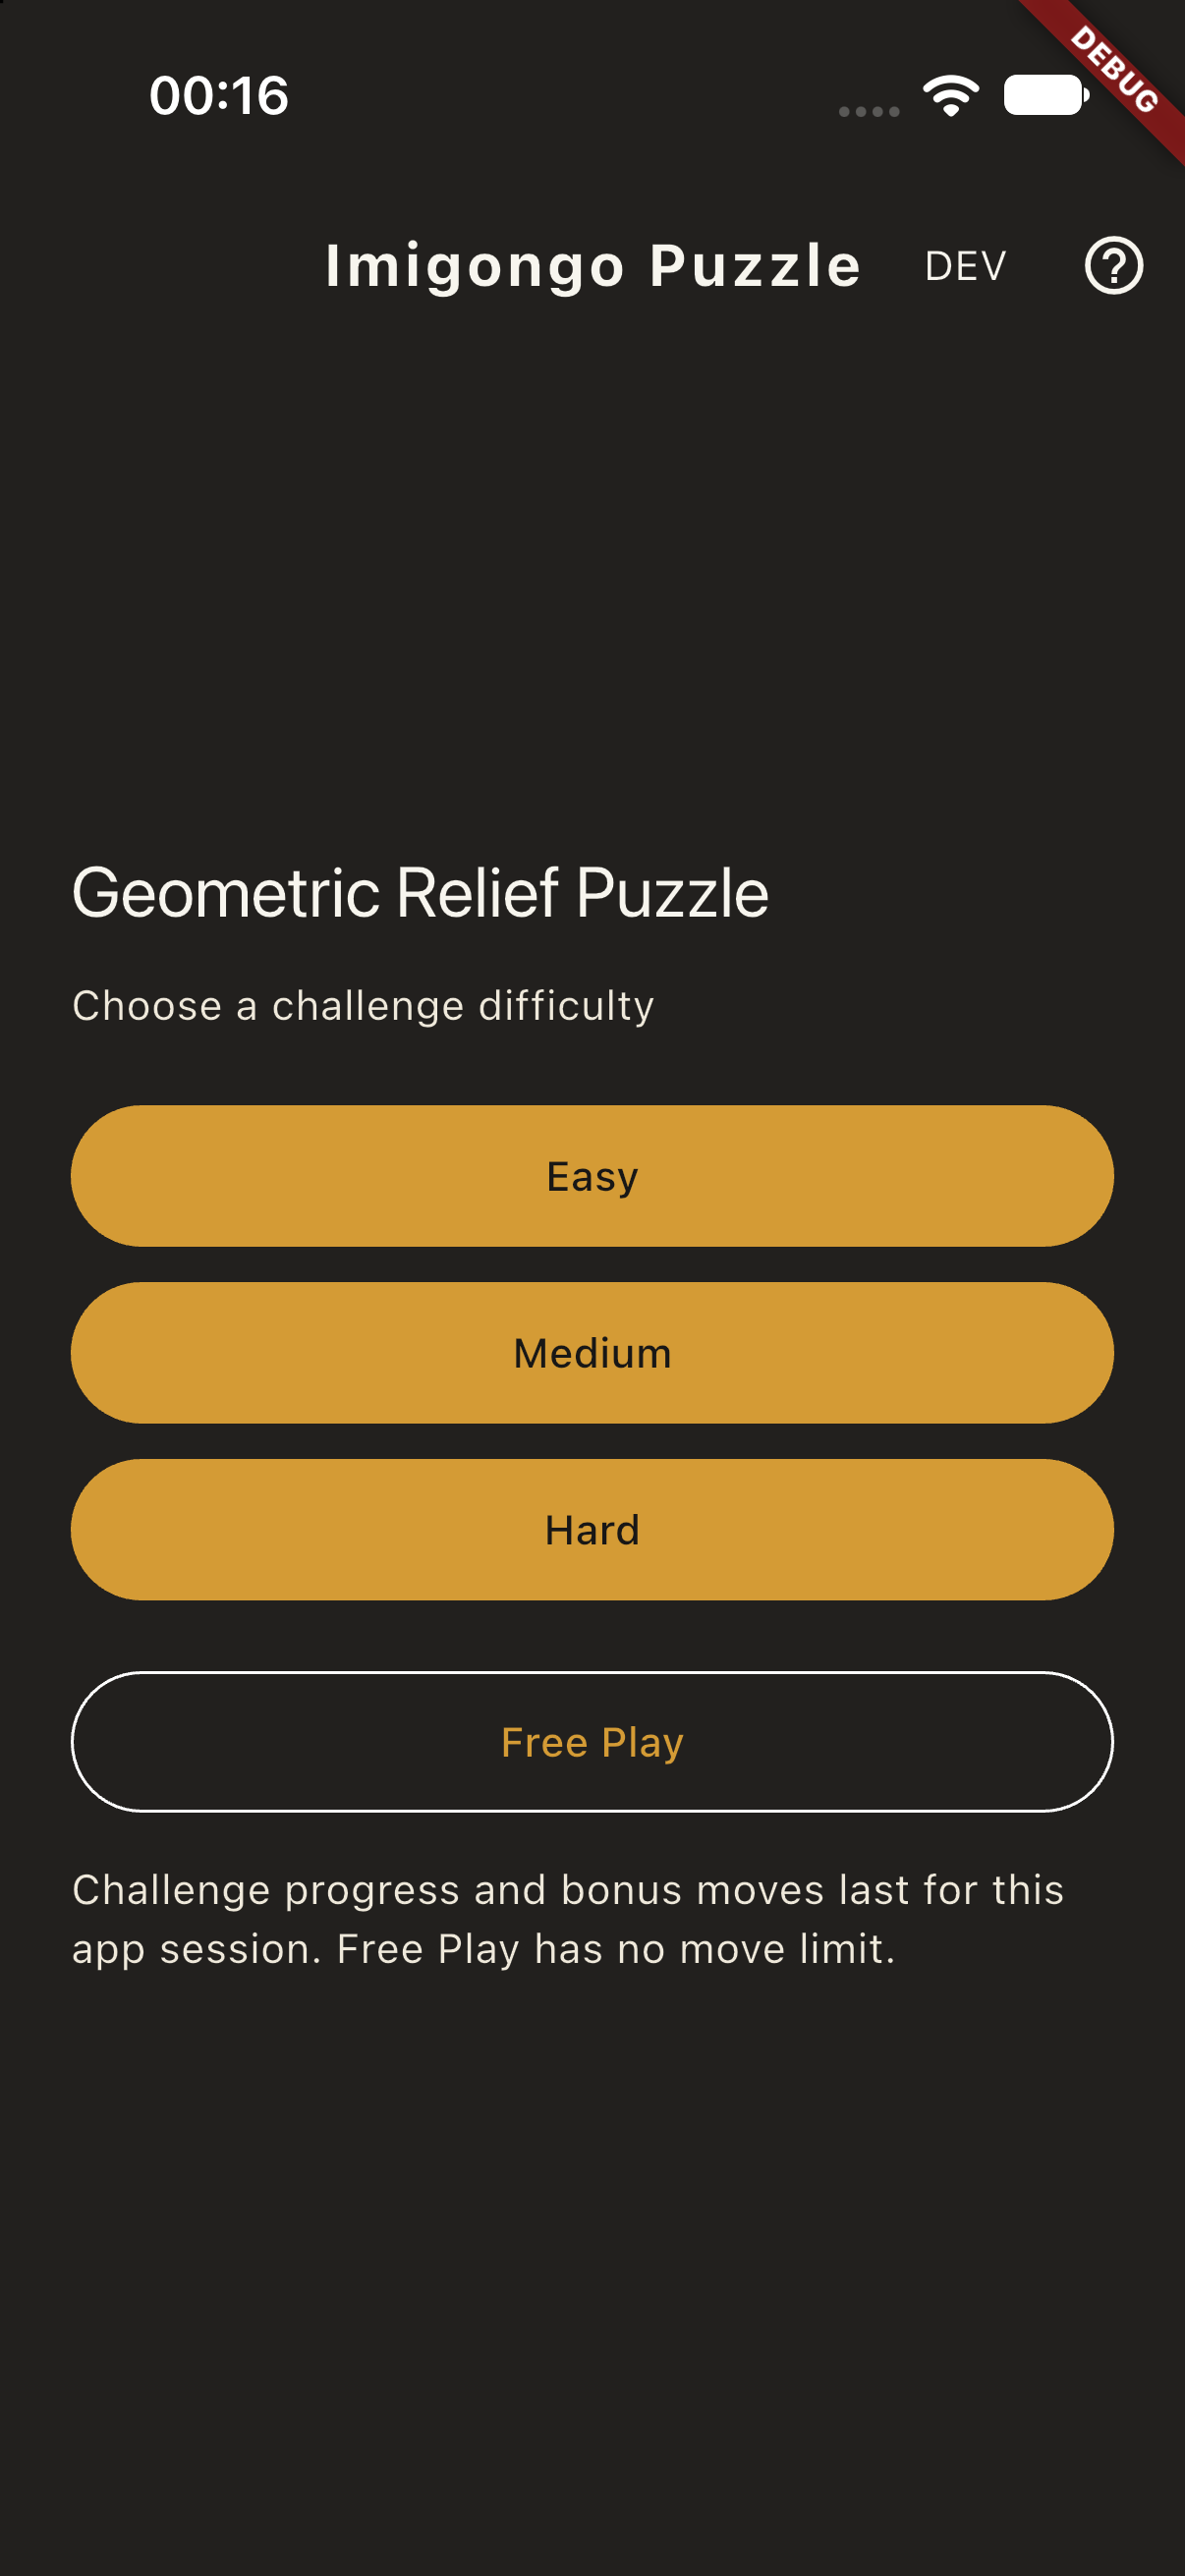 00:16
DEBUG
Imigongo Puzzle DEV
Geometric Relief Puzzle
Choose a challenge difficulty
Easy
Medium
Hard
Free Play
Challenge progress and bonus moves last for this
app session. Free Play has no move limit.